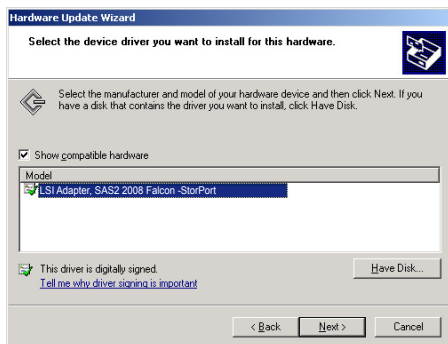 Hardware Update Wizard
Select the device driver you want to install for this hardware.
Select the manufacturer and model of your hardware device and then click Next. If you
have a disk that contains the driver you want to install, click Have Disk.
Show compatible hardware
Model
LSI Adapter, SAS2 2008 Falcon -StorPort
This driver is digitally signed.
Tell me why driver signing is important
Have Disk...
< Back
Next >
Cancel